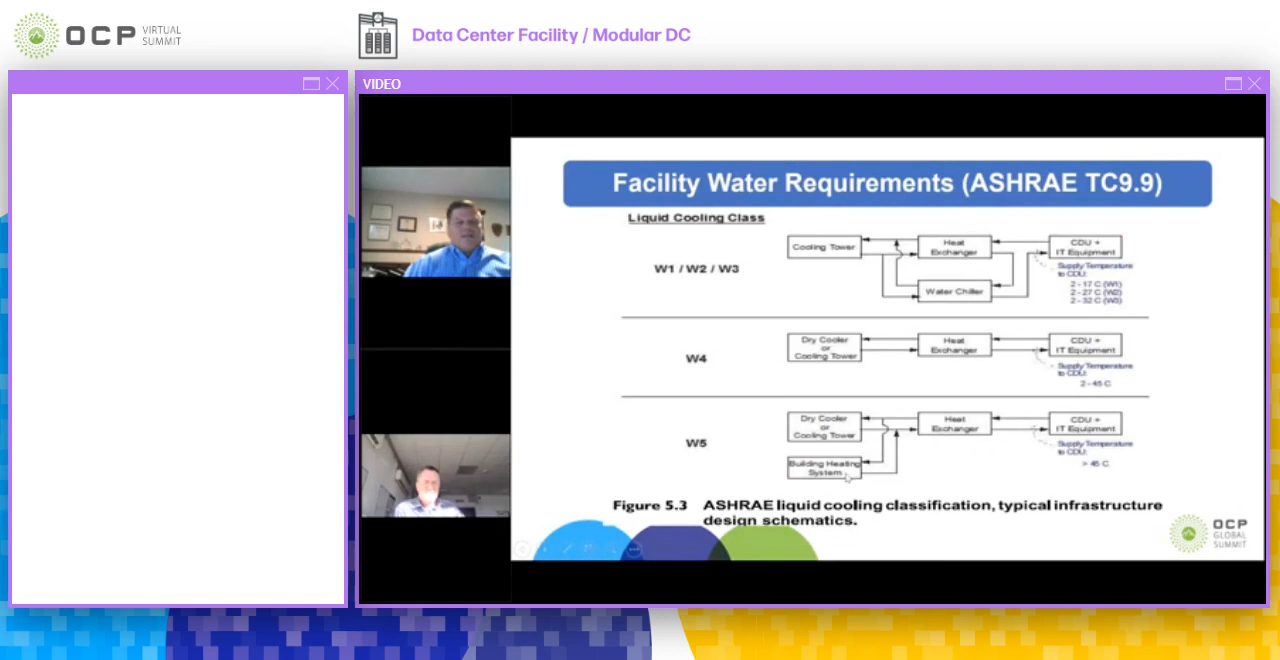 OCP VIRTUAL
SUMMIT
Data Center Facility / Modular DC
VIDEO
Facility Water Requirements (ASHRAE TC9.9)
Liquid Cooling Class
W1 / W2 / W3
Cooling Tower
Heat
Exchanger
CDU +
IT Equipment
Water Chiller
Supply Temperature
to CDU:
2 - 17 C (W1)
2 - 27 C (W2)
2 - 32 C (W3)
W4
Dry Cooler
or
Cooling Tower
Heat
Exchanger
CDU +
IT Equipment
Supply Temperature
to CDU:
2 - 45 C
W5
Dry Cooler
or
Cooling Tower
Heat
Exchanger
CDU +
IT Equipment
Building Heating
System
Supply Temperature
to CDU:
> 45 C
Figure 5.3 ASHRAE liquid cooling classification, typical infrastructure
design schematics.
OCP
GLOBAL
SUMMIT